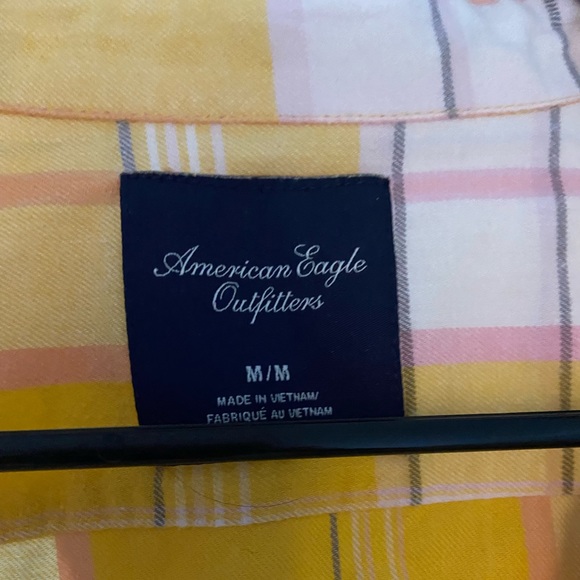 American Eagle
Outfitters
M/M
MADE IN VIETNAM/
FABRIQUÉ AU VIETNAM